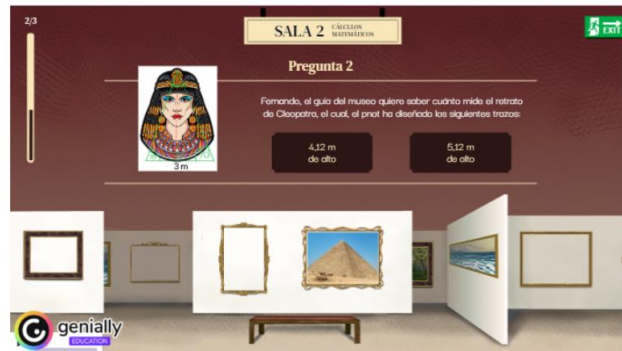 2/3
SALA 2 CÁLCULOS
MATEMÁTICOS
EXIT
Pregunta 2
Fernando, el guía del museo quiere saber cuánto mide el retrato
de Cleopatra, el cual, el pnat ha diseñado los siguientes trazos:
3 m
4,12 m
de alto
5,12 m
de alto
genially
EDUCATION